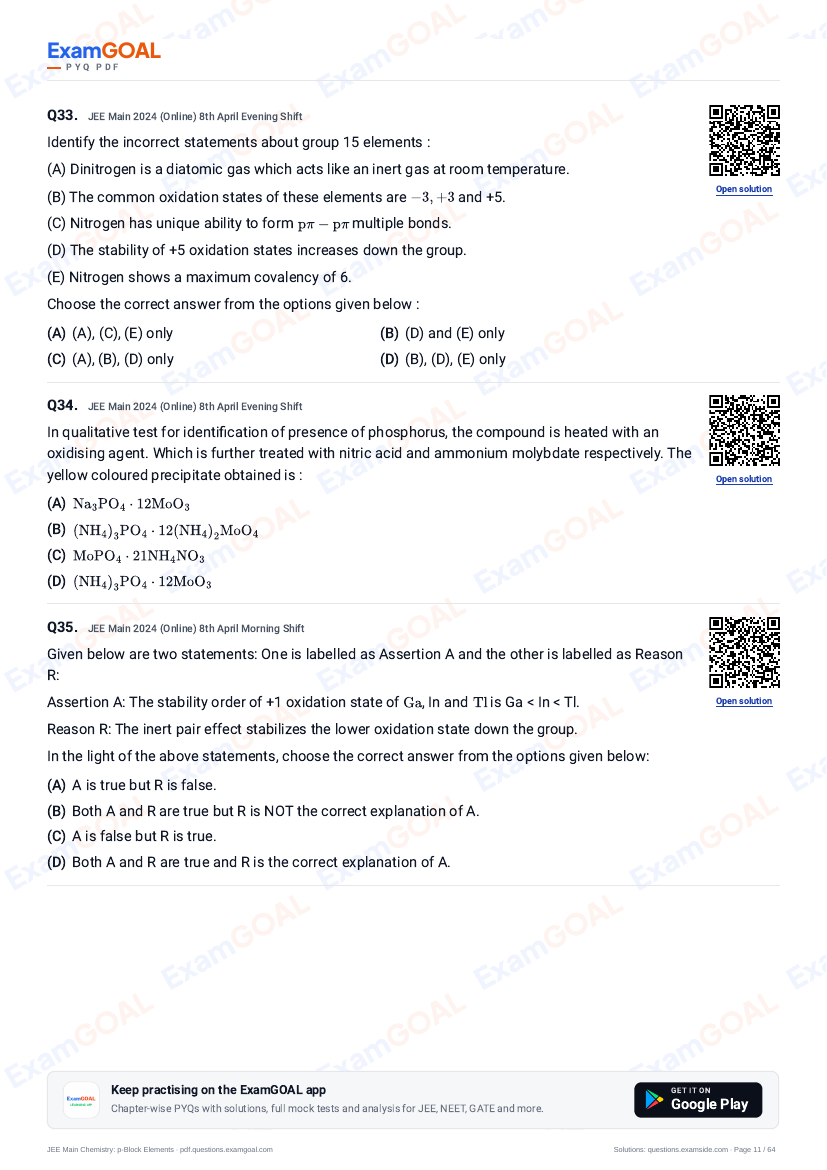 ExamGOAL
PYQ PDF
Q33. JEE Main 2024 (Online) 8th April Evening Shift
Identify the incorrect statements about group 15 elements :
(A) Dinitrogen is a diatomic gas which acts like an inert gas at room temperature.
(B) The common oxidation states of these elements are −3, +3 and +5.
(C) Nitrogen has unique ability to form pπ − pπ multiple bonds.
(D) The stability of +5 oxidation states increases down the group.
(E) Nitrogen shows a maximum covalency of 6.
Choose the correct answer from the options given below :
(A) (A), (C), (E) only
(B) (D) and (E) only
(C) (A), (B), (D) only
(D) (B), (D), (E) only
Open solution
Q34. JEE Main 2024 (Online) 8th April Evening Shift
In qualitative test for identification of presence of phosphorus, the compound is heated with an
oxidising agent. Which is further treated with nitric acid and ammonium molybdate respectively. The
yellow coloured precipitate obtained is :
(A) Na₃PO₄ · 12MoO₃
(B) (NH₄)₃PO₄ · 12(NH₄)₂MoO₄
(C) MoPO₄ · 21NH₄NO₃
(D) (NH₄)₃PO₄ · 12MoO₃
Open solution
Q35. JEE Main 2024 (Online) 8th April Morning Shift
Given below are two statements: One is labelled as Assertion A and the other is labelled as Reason
R:
Assertion A: The stability order of +1 oxidation state of Ga, In and Tl is Ga < In < Tl.
Reason R: The inert pair effect stabilizes the lower oxidation state down the group.
In the light of the above statements, choose the correct answer from the options given below:
(A) A is true but R is false.
(B) Both A and R are true but R is NOT the correct explanation of A.
(C) A is false but R is true.
(D) Both A and R are true and R is the correct explanation of A.
Open solution
ExamGOAL
Keep practising on the ExamGOAL app
Chapter-wise PYQs with solutions, full mock tests and analysis for JEE, NEET, GATE and more.
GET IT ON
Google Play
JEE Main Chemistry: p-Block Elements · pdf.questions.examgoal.com
Solutions: questions.examside.com · Page 11 / 64